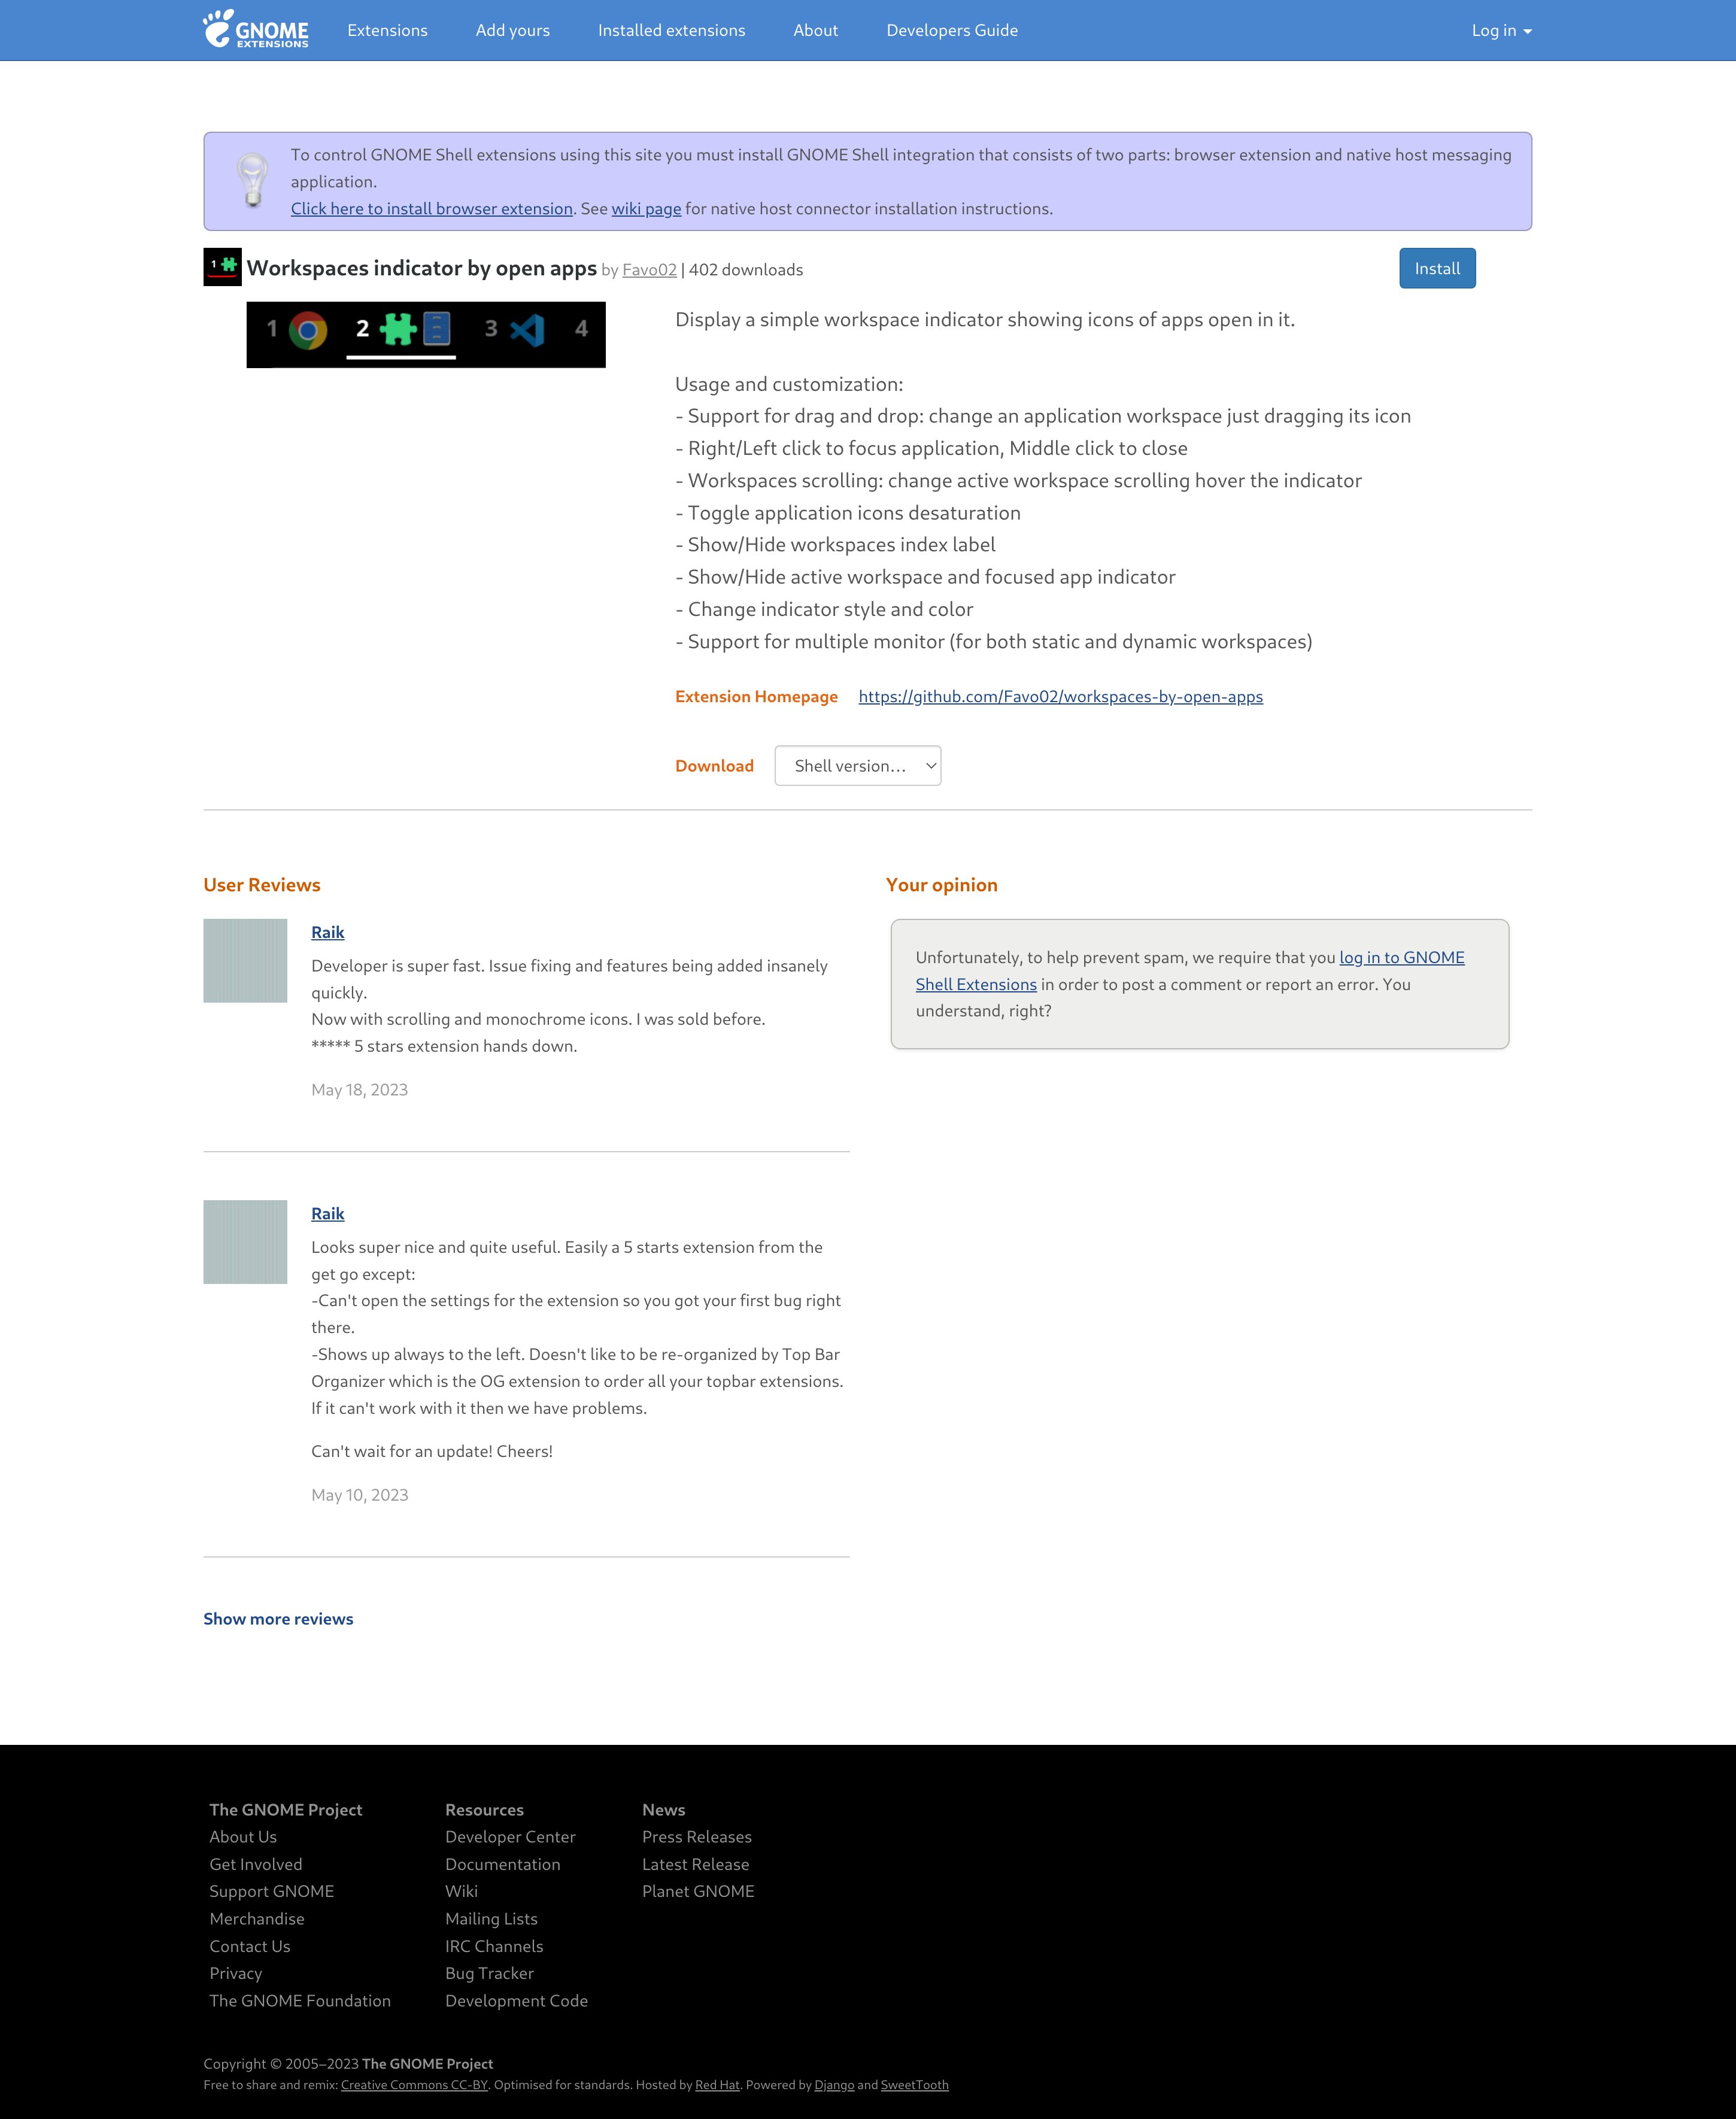 GNOME
EXTENSIONS
Extensions
Add yours
Installed extensions
About
Developers Guide
Log in
To control GNOME Shell extensions using this site you must install GNOME Shell integration that consists of two parts: browser extension and native host messaging
application.
Click here to install browser extension. See wiki page for native host connector installation instructions.
1
Workspaces indicator by open apps by Favo02 | 402 downloads
Install
1 2 3 4
Display a simple workspace indicator showing icons of apps open in it.
Usage and customization:
- Support for drag and drop: change an application workspace just dragging its icon
- Right/Left click to focus application, Middle click to close
- Workspaces scrolling: change active workspace scrolling hover the indicator
- Toggle application icons desaturation
- Show/Hide workspaces index label
- Show/Hide active workspace and focused app indicator
- Change indicator style and color
- Support for multiple monitor (for both static and dynamic workspaces)
Extension Homepage https://github.com/Favo02/workspaces-by-open-apps
Download Shell version...
User Reviews
Raik
Developer is super fast. Issue fixing and features being added insanely
quickly.
Now with scrolling and monochrome icons. I was sold before.
***** 5 stars extension hands down.
May 18, 2023
Raik
Looks super nice and quite useful. Easily a 5 starts extension from the
get go except:
-Can't open the settings for the extension so you got your first bug right
there.
-Shows up always to the left. Doesn't like to be re-organized by Top Bar
Organizer which is the OG extension to order all your topbar extensions.
If it can't work with it then we have problems.
Can't wait for an update! Cheers!
May 10, 2023
Show more reviews
Your opinion
Unfortunately, to help prevent spam, we require that you log in to GNOME
Shell Extensions in order to post a comment or report an error. You
understand, right?
The GNOME Project
About Us
Get Involved
Support GNOME
Merchandise
Contact Us
Privacy
The GNOME Foundation
Resources
Developer Center
Documentation
Wiki
Mailing Lists
IRC Channels
Bug Tracker
Development Code
News
Press Releases
Latest Release
Planet GNOME
Copyright © 2005–2023 The GNOME Project
Free to share and remix: Creative Commons CC-BY. Optimised for standards. Hosted by Red Hat. Powered by Django and SweetTooth